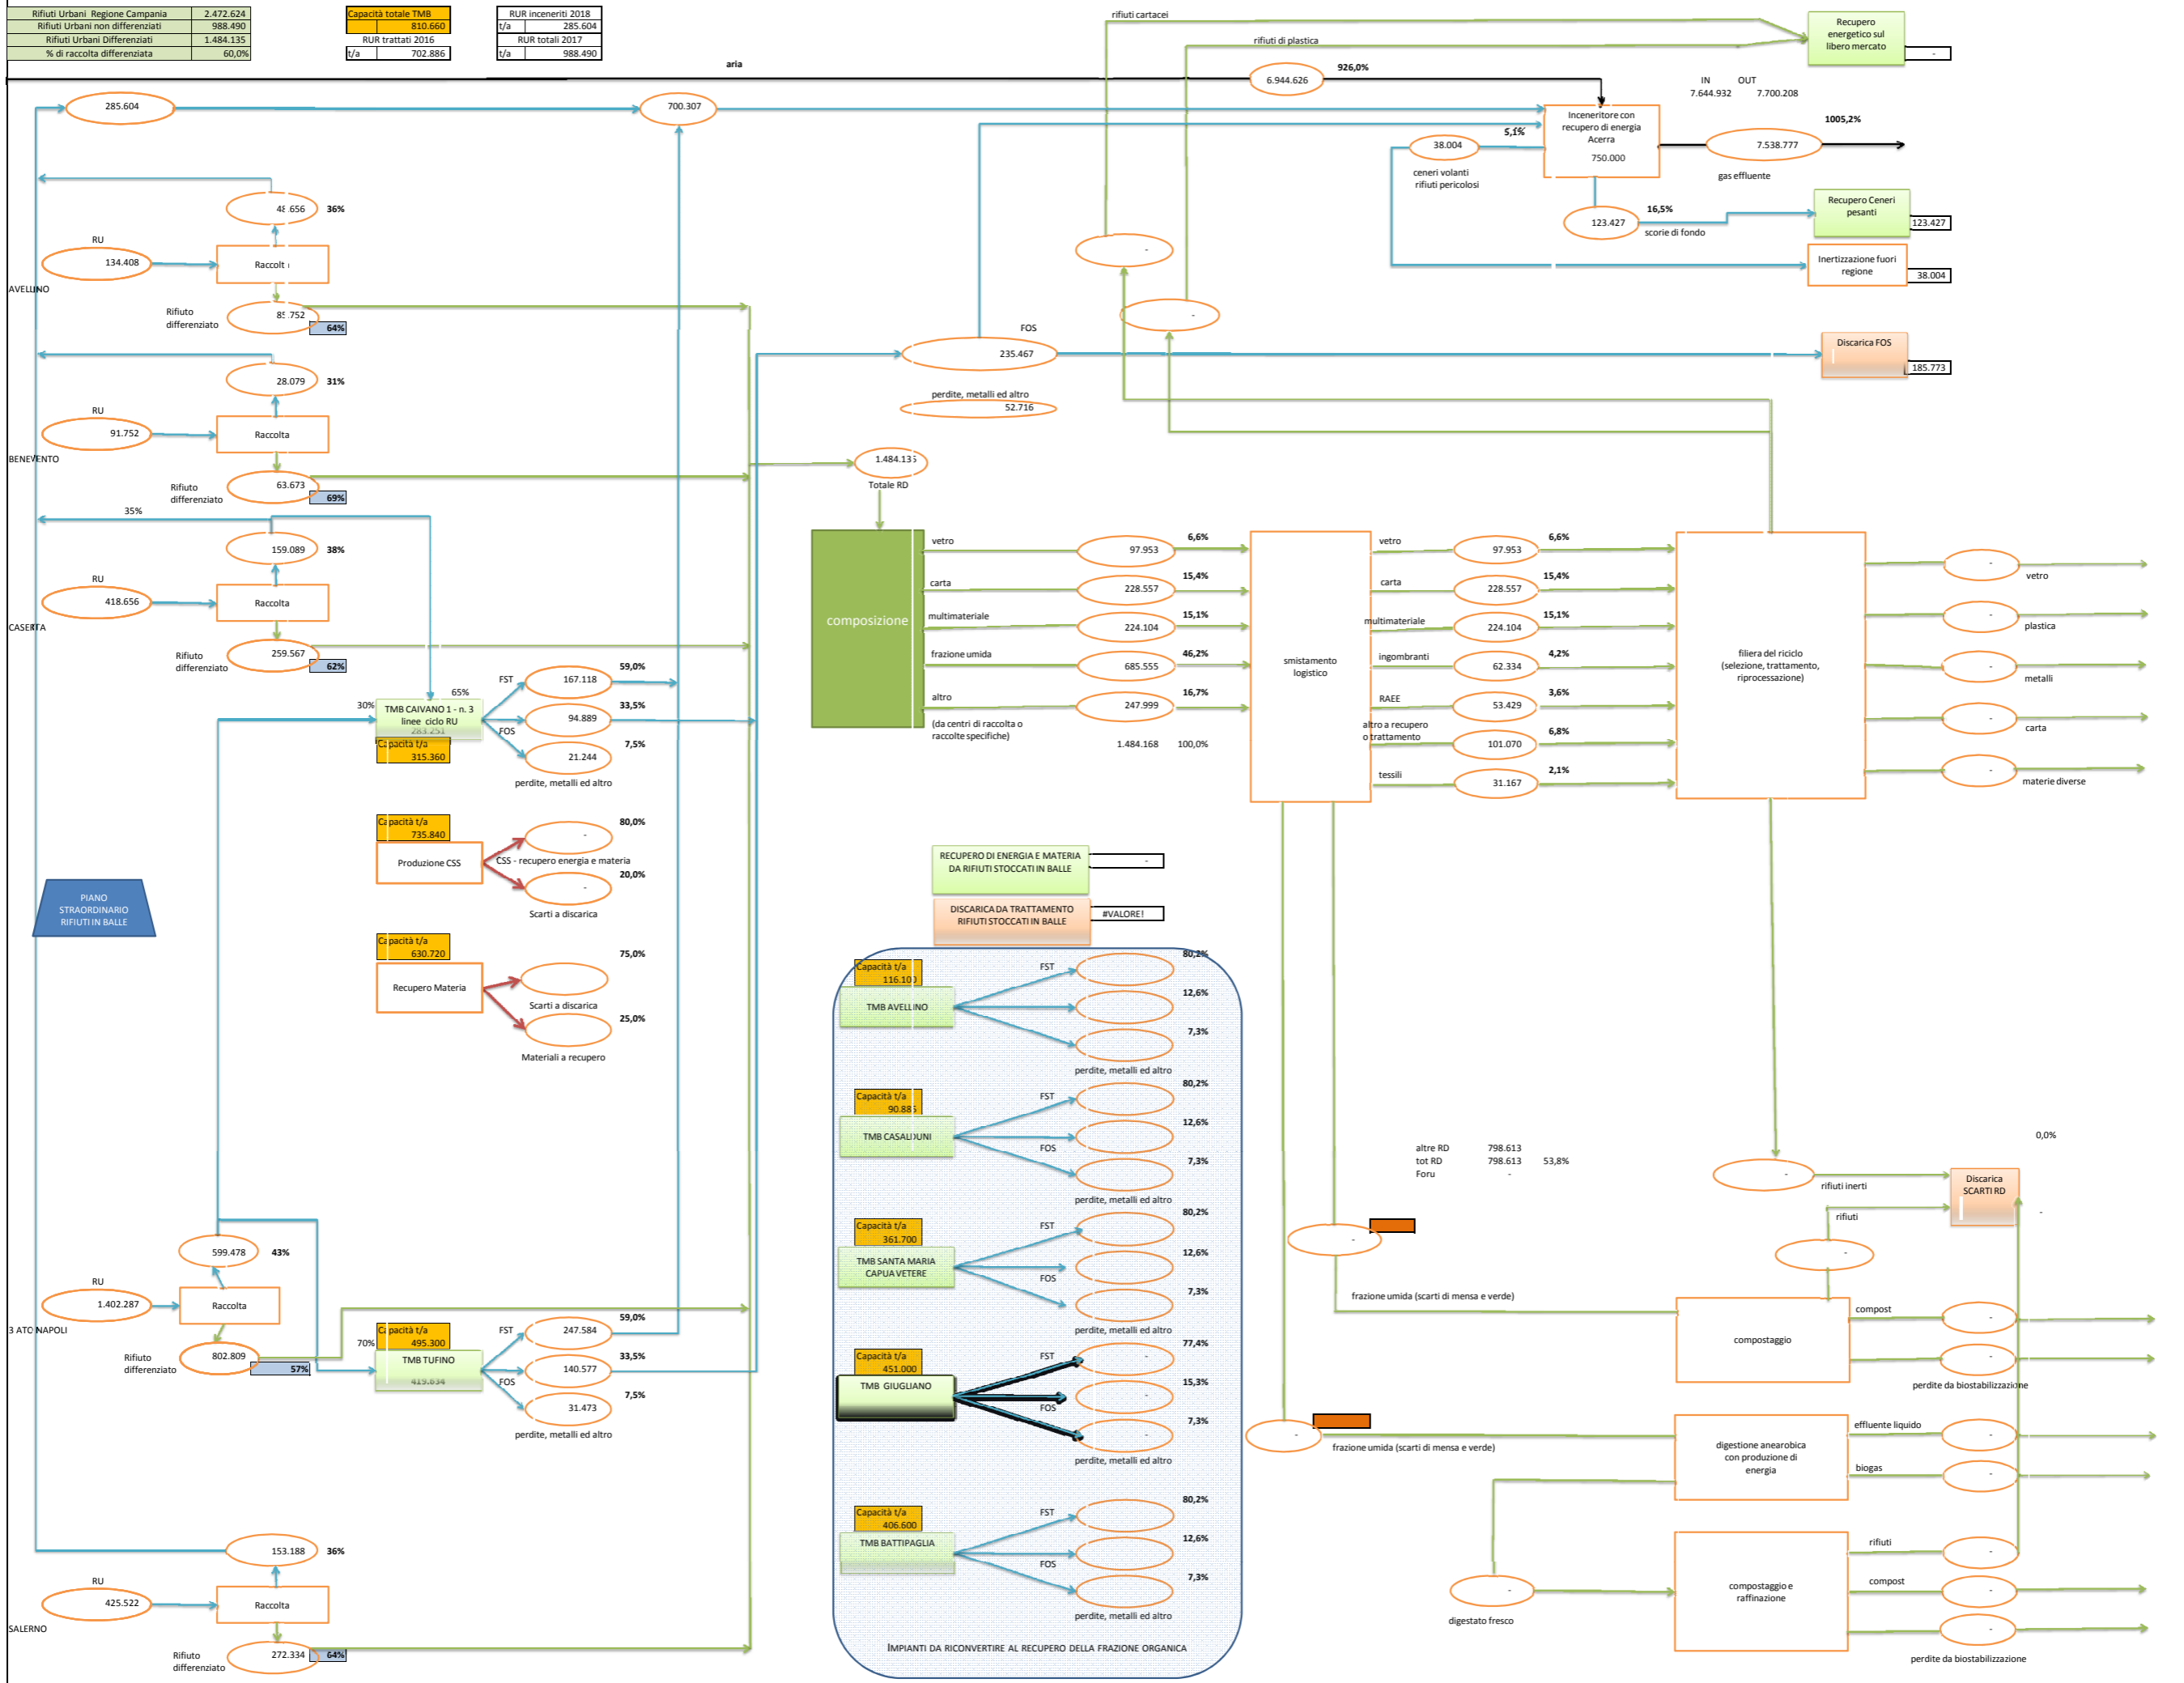 Rifiuti Urbani Regione Campania 2.472.624
Rifiuti Urbani non differenziati 988.490
Rifiuti Urbani Differenziati 1.484.135
% di raccolta differenziata 60,0%
Capacità totale TMB
810.660
RUR trattati 2016
t/a 702.886
RUR inceneriti 2018
t/a 285.604
RUR totali 2017
t/a 988.490
rifiuti cartacei
rifiuti di plastica
Recupero
energetico sul
libero mercato
-
aria
6.944.626
926,0%
IN OUT
7.644.932 7.700.208
285.604
700.307
Inceneritore con
recupero di energia
Acerra
750.000
5,1%
38.004
ceneri volanti
rifiuti pericolosi
1005,2%
7.538.777
gas effluente
16,5%
123.427
scorie di fondo
Recupero Ceneri
pesanti
123.427
Inertizzazione fuori
regione
38.004
36%
RU
134.408
Raccolt
AVELLINO
Rifiuto
differenziato
64%
-
-
FOS
235.467
Discarica FOS
185.773
perdite, metalli ed altro
52.716
28.079
31%
RU
91.752
Raccolta
BENEVENTO
Rifiuto
differenziato
63.673
69%
1.484.135
Totale RD
35%
159.089
38%
RU
418.656
Raccolta
CASERTA
Rifiuto
differenziato
259.567
62%
composizione
vetro
97.953
6,6%
carta
228.557
15,4%
multimateriale
224.104
15,1%
frazione umida
685.555
46,2%
altro
247.999
16,7%
(da centri di raccolta o
raccolte specifiche)
1.484.168 100,0%
smistamento
logistico
vetro
97.953
6,6%
carta
228.557
15,4%
multimateriale
224.104
15,1%
ingombranti
62.334
4,2%
RAEE
53.429
3,6%
altro a recupero
o trattamento
101.070
6,8%
tessili
31.167
2,1%
filiera del riciclo
(selezione, trattamento,
riprocessazione)
-
vetro
-
plastica
-
metalli
-
carta
-
materie diverse
30%
65%
TMB CAIVANO 1 - n. 3
linee ciclo RU
283.251
Capacità t/a
315.360
FST
167.118
59,0%
94.889
33,5%
FOS
21.244
7,5%
perdite, metalli ed altro
Capacità t/a
735.840
Produzione CSS
80,0%
-
CSS - recupero energia e materia
20,0%
-
Scarti a discarica
PIANO
STRAORDINARIO
RIFIUTI IN BALLE
Capacità t/a
630.720
Recupero Materia
75,0%
Scarti a discarica
25,0%
Materiali a recupero
RECUPERO DI ENERGIA E MATERIA
DA RIFIUTI STOCCATI IN BALLE
-
DISCARICA DA TRATTAMENTO
RIFIUTI STOCCATI IN BALLE
#VALORE!
Capacità t/a
116.100
TMB AVELLINO
FST
80,2%
12,6%
7,3%
perdite, metalli ed altro
Capacità t/a
90.885
TMB CASALDUNI
FST
80,2%
12,6%
FOS
7,3%
perdite, metalli ed altro
Capacità t/a
361.700
TMB SANTA MARIA
CAPUA VETERE
FST
80,2%
12,6%
FOS
7,3%
perdite, metalli ed altro
Capacità t/a
451.000
TMB GIUGLIANO
FST
77,4%
-
15,3%
-
FOS
7,3%
-
perdite, metalli ed altro
Capacità t/a
406.600
TMB BATTIPAGLIA
FST
80,2%
12,6%
FOS
7,3%
perdite, metalli ed altro
IMPIANTI DA RICONVERTIRE AL RECUPERO DELLA FRAZIONE ORGANICA
599.478
43%
RU
1.402.287
Raccolta
3 ATO NAPOLI
Rifiuto
differenziato
802.809
57%
70%
Capacità t/a
495.300
TMB TUFINO
419.634
FST
247.584
59,0%
140.577
33,5%
FOS
31.473
7,5%
perdite, metalli ed altro
153.188
36%
RU
425.522
Raccolta
SALERNO
Rifiuto
differenziato
272.334
64%
altre RD 798.613
tot RD 798.613 53,8%
Foru -
0,0%
-
rifiuti inerti
Discarica
SCARTI RD
-
rifiuti
-
-
frazione umida (scarti di mensa e verde)
compostaggio
compost
-
-
perdite da biostabilizzazione
-
frazione umida (scarti di mensa e verde)
digestione anearobica
con produzione di
energia
effluente liquido
-
biogas
-
-
digestato fresco
compostaggio e
raffinazione
rifiuti
-
compost
-
-
perdite da biostabilizzazione